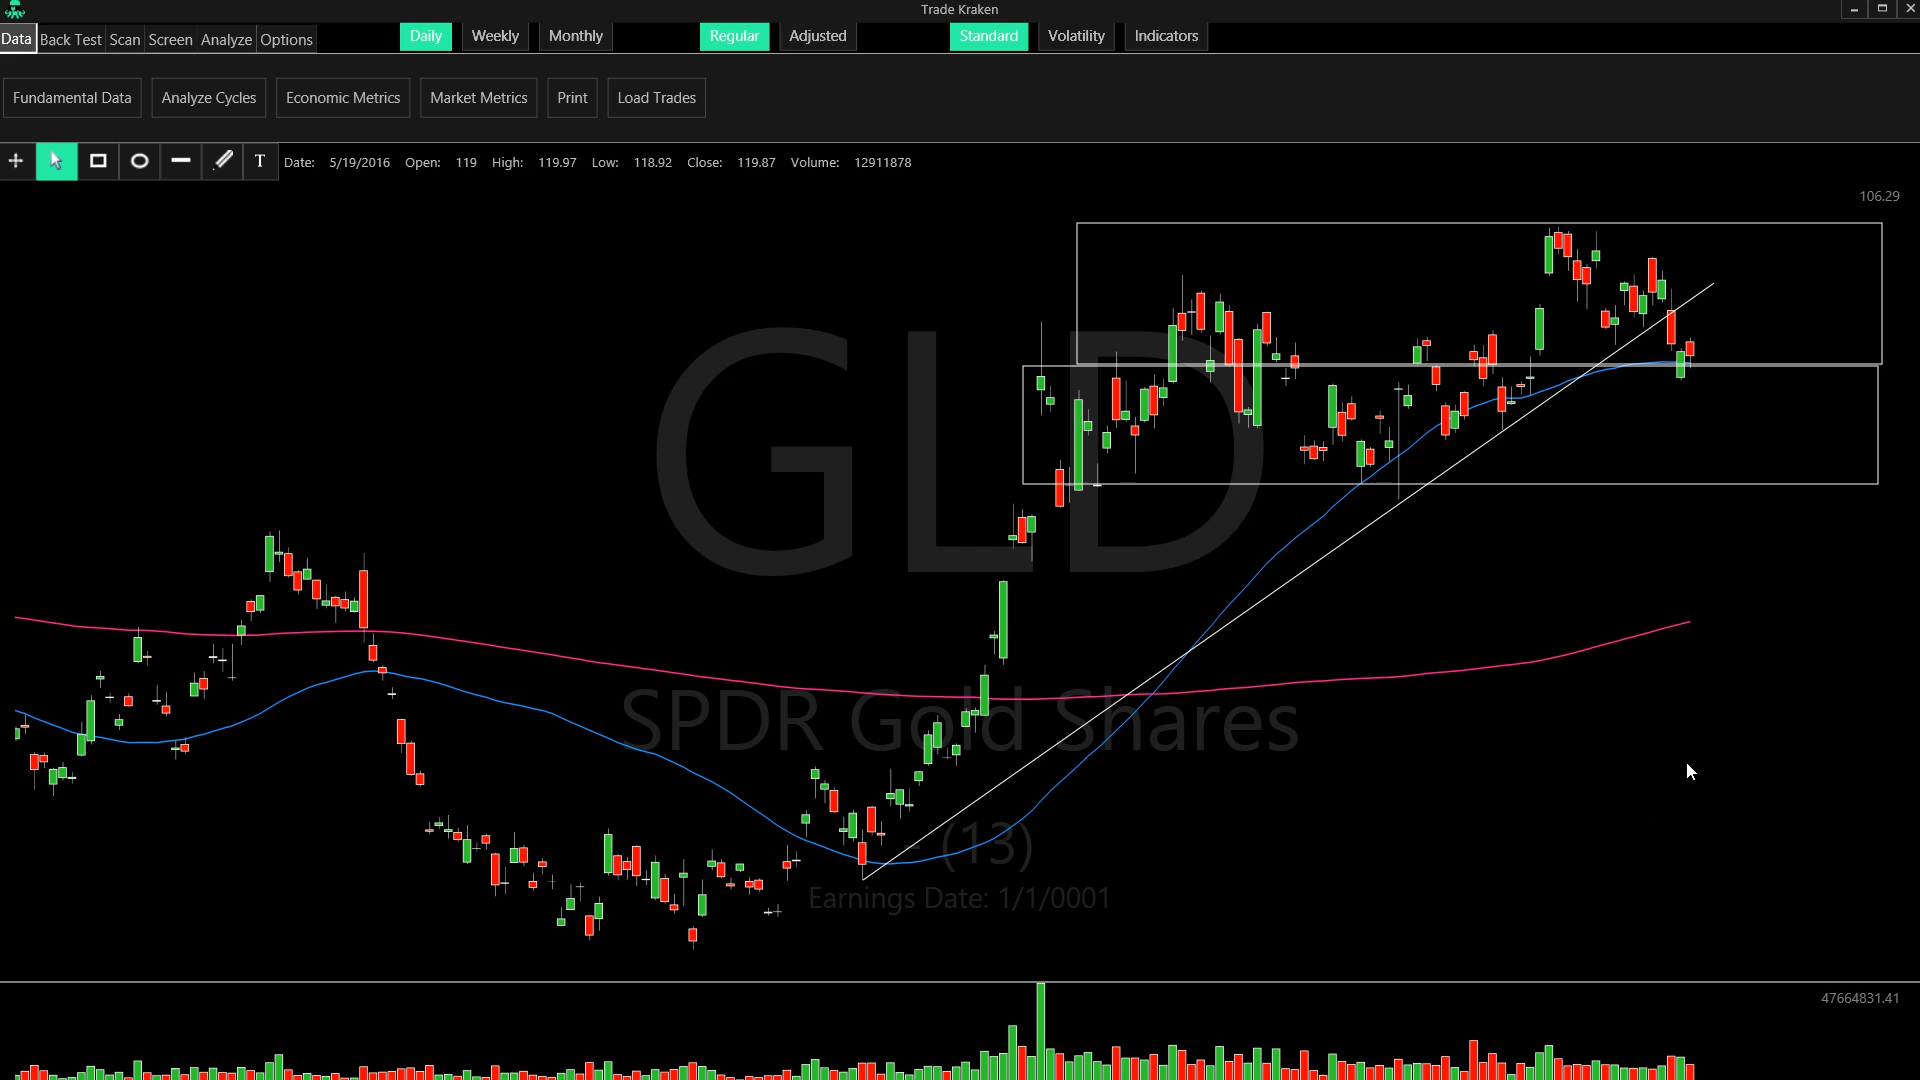 Trade Kraken
Data Back Test Scan Screen Analyze Options Daily Weekly Monthly Regular Adjusted Standard Volatility Indicators
Fundamental Data Analyze Cycles Economic Metrics Market Metrics Print Load Trades
T Date: 5/19/2016 Open: 119 High: 119.97 Low: 118.92 Close: 119.87 Volume: 12911878
106.29
GLD
SPDR Gold Shares
- (13)
Earnings Date: 1/1/0001
47664831.41